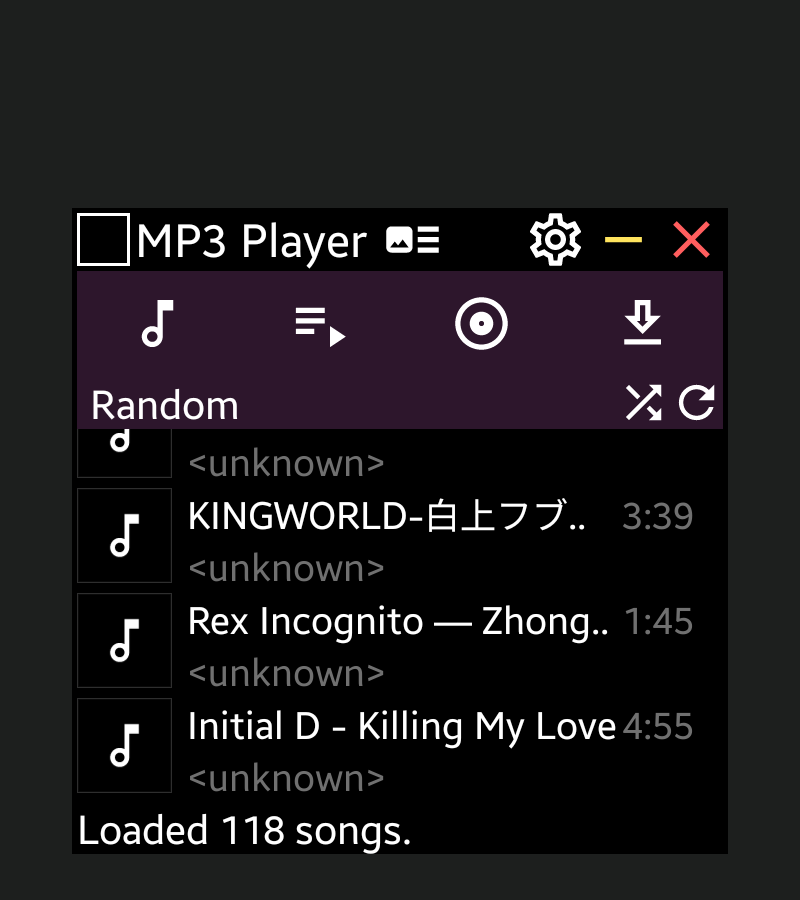 MP3 Player
Random
<unknown>
KINGWORLD-白上フブ.. 3:39
<unknown>
Rex Incognito — Zhong.. 1:45
<unknown>
Initial D - Killing My Love 4:55
<unknown>
Loaded 118 songs.